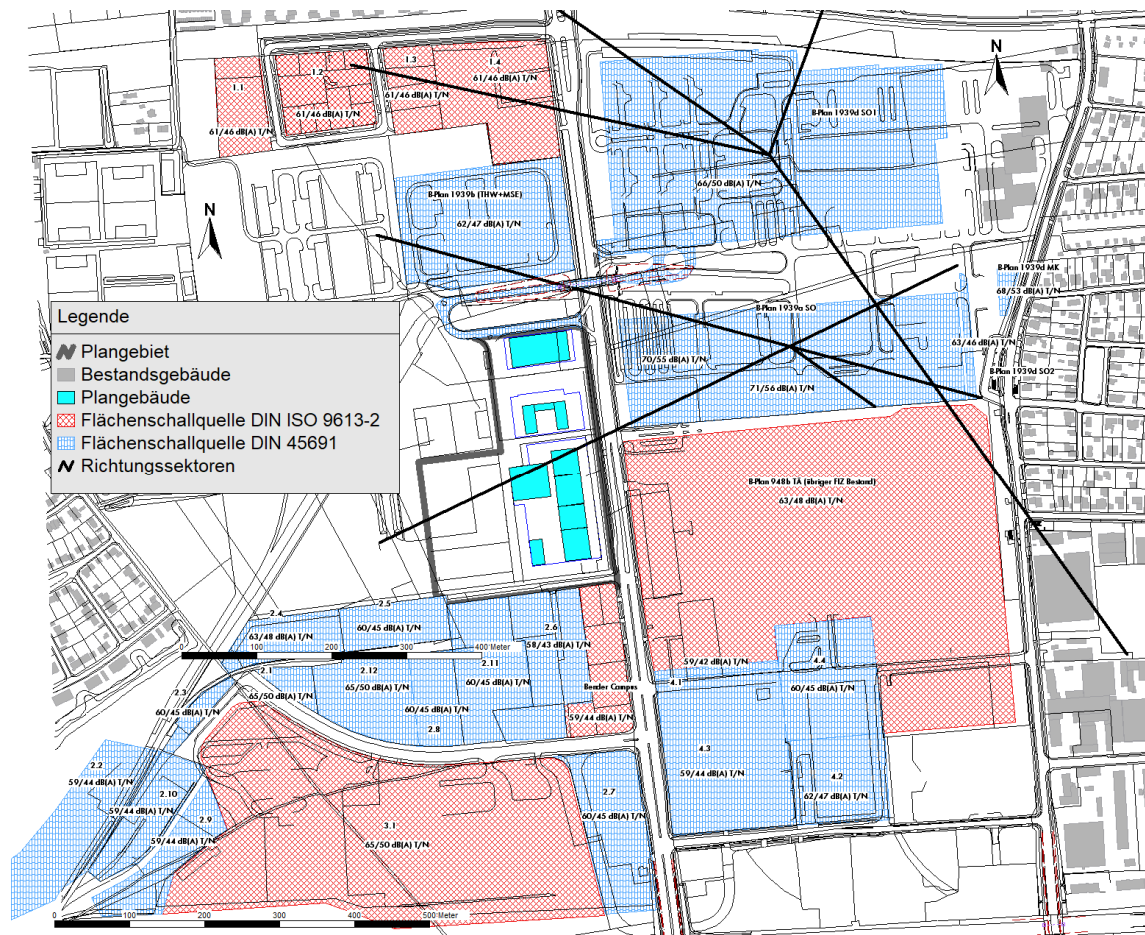 1.1
61/46 dB(A) T/N
1.2
61/46 dB(A) T/N
1.3
61/46 dB(A) T/N
1.4
61/46 dB(A) T/N
B-Plan 1939d SO1
66/50 dB(A) T/N
N
B-Plan 1939b (THW+MSE)
62/47 dB(A) T/N
N
B-Plan 1939d MK
68/53 dB(A) T/N
B-Plan 1939a SO
70/55 dB(A) T/N
71/56 dB(A) T/N
63/46 dB(A) T/N
B-Plan 1939d SO2
Legende
Plangebiet
Bestandsgebäude
Plangebäude
Flächenschallquelle DIN ISO 9613-2
Flächenschallquelle DIN 45691
Richtungssektoren
B-Plan 948b TA (übriger FIZ Bestand)
63/48 dB(A) T/N
2.4
63/48 dB(A) T/N
2.5
60/45 dB(A) T/N
2.6
58/43 dB(A) T/N
0 100 200 300 400 Meter
2.1
65/50 dB(A) T/N
2.12
65/50 dB(A) T/N
2.11
60/45 dB(A) T/N
2.3
60/45 dB(A) T/N
60/45 dB(A) T/N
2.8
Bender Campus
59/44 dB(A) T/N
59/42 dB(A) T/N
4.1
4.4
60/45 dB(A) T/N
4.3
59/44 dB(A) T/N
4.2
62/47 dB(A) T/N
2.2
59/44 dB(A) T/N
2.10
59/44 dB(A) T/N
2.9
59/44 dB(A) T/N
2.7
60/45 dB(A) T/N
3.1
65/50 dB(A) T/N
0 100 200 300 400 500 Meter